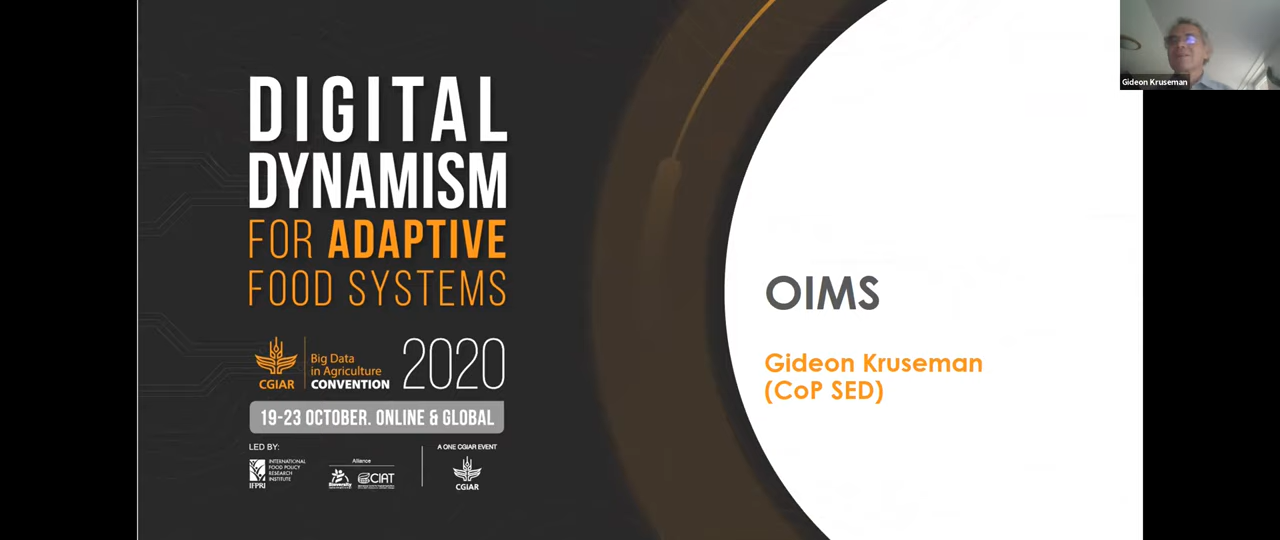 DIGITAL
DYNAMISM
FOR ADAPTIVE
FOOD SYSTEMS
CGIAR
Big Data
in Agriculture
CONVENTION
2020
19-23 OCTOBER. ONLINE & GLOBAL
LED BY:
INTERNATIONAL
FOOD POLICY
RESEARCH
INSTITUTE
IFPRI
Alliance
Bioversity
CIAT
A ONE CGIAR EVENT
CGIAR
OIMS
Gideon Kruseman
(CoP SED)
Gideon Kruseman